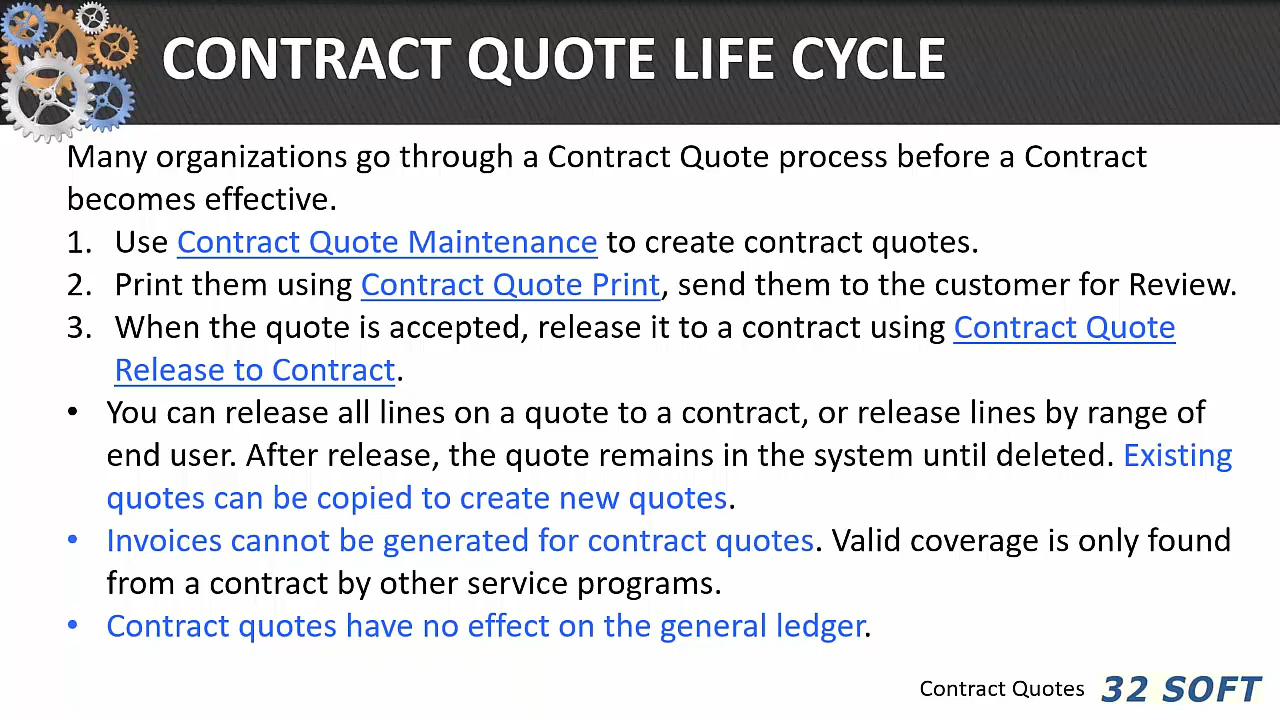 CONTRACT QUOTE LIFE CYCLE
Many organizations go through a Contract Quote process before a Contract
becomes effective.
1. Use Contract Quote Maintenance to create contract quotes.
2. Print them using Contract Quote Print, send them to the customer for Review.
3. When the quote is accepted, release it to a contract using Contract Quote
Release to Contract.
• You can release all lines on a quote to a contract, or release lines by range of
end user. After release, the quote remains in the system until deleted. Existing
quotes can be copied to create new quotes.
• Invoices cannot be generated for contract quotes. Valid coverage is only found
from a contract by other service programs.
• Contract quotes have no effect on the general ledger.
Contract Quotes 32 SOFT